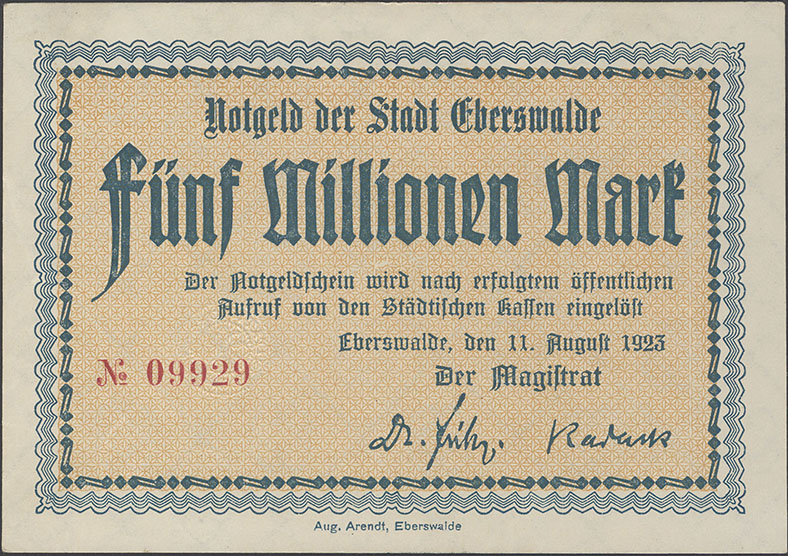 Notgeld der Stadt Eberswalde
Fünf Millionen Mark
Der Notgeldschein wird nach erfolgtem öffentlichen
Aufruf von den Städtischen Kassen eingelöst
Eberswalde, den 11. August 1923
№ 09929
Der Magistrat
Dr.
Aug. Arendt, Eberswalde